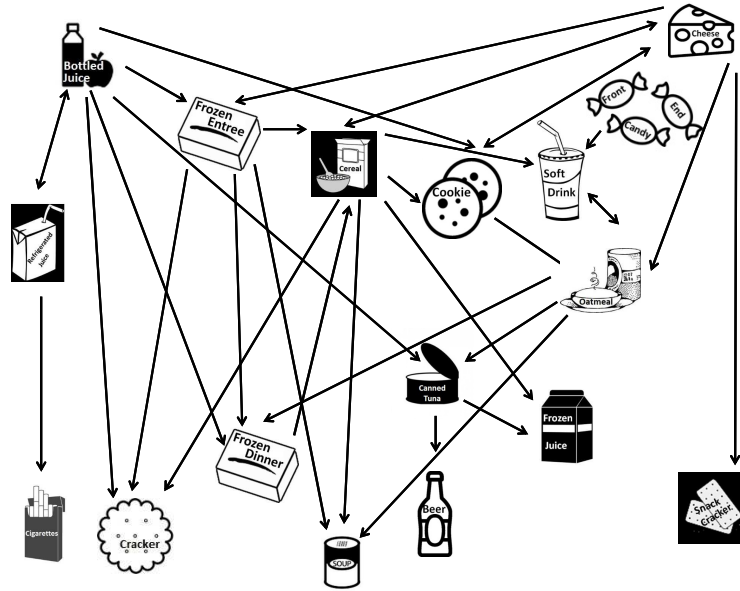 Bottled
Juice
Cheese
Front
End
Candy
Frozen
Entree
Cereal
Soft
Drink
Cookie
Refrigerated
Juice
Oatmeal
Canned
Tuna
Frozen
Juice
Frozen
Dinner
Snack
Cracker
Cigarettes
Beer
Cracker
SOUP